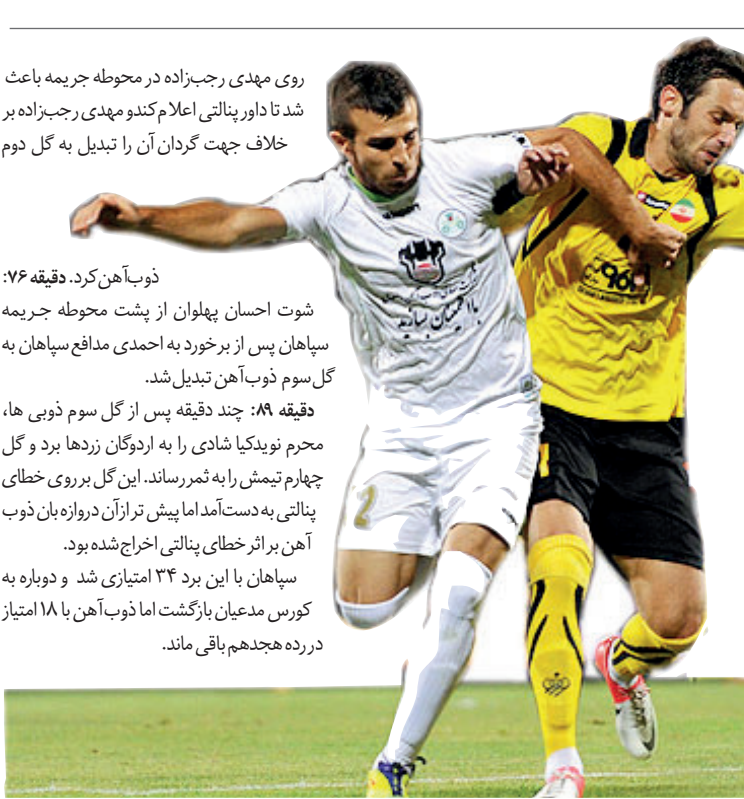 روی مهدی رجب‌زاده در محوطه جریمه باعث
شد تا داور پنالتی اعلام کندو مهدی رجب‌زاده بر
خلاف جهت گردان آن را تبدیل به گل دوم
ذوب‌آهن کرد. دقیقه ۷۶:
شوت احسان پهلوان از پشت محوطه جریمه
سپاهان پس از برخورد به احمدی مدافع سپاهان به
گل سوم ذوب‌آهن تبدیل شد.
دقیقه ۸۹: چند دقیقه پس از گل سوم ذوبی ها،
محرم نویدکیا شادی را به اردوگان زردها برد و گل
چهارم تیمش را به ثمر رساند. این گل بر روی خطای
پنالتی به دست‌آمد اما پیش تر ازآن دروازه بان ذوب
آهن بر اثر خطای پنالتی اخراج شده بود.
سپاهان با این برد ۳۴ امتیازی شد و دوباره به
کورس مدعیان بازگشت اما ذوب‌آهن با ۱۸ امتیاز
در رده هجدهم باقی ماند.
با اطمینان بسازید